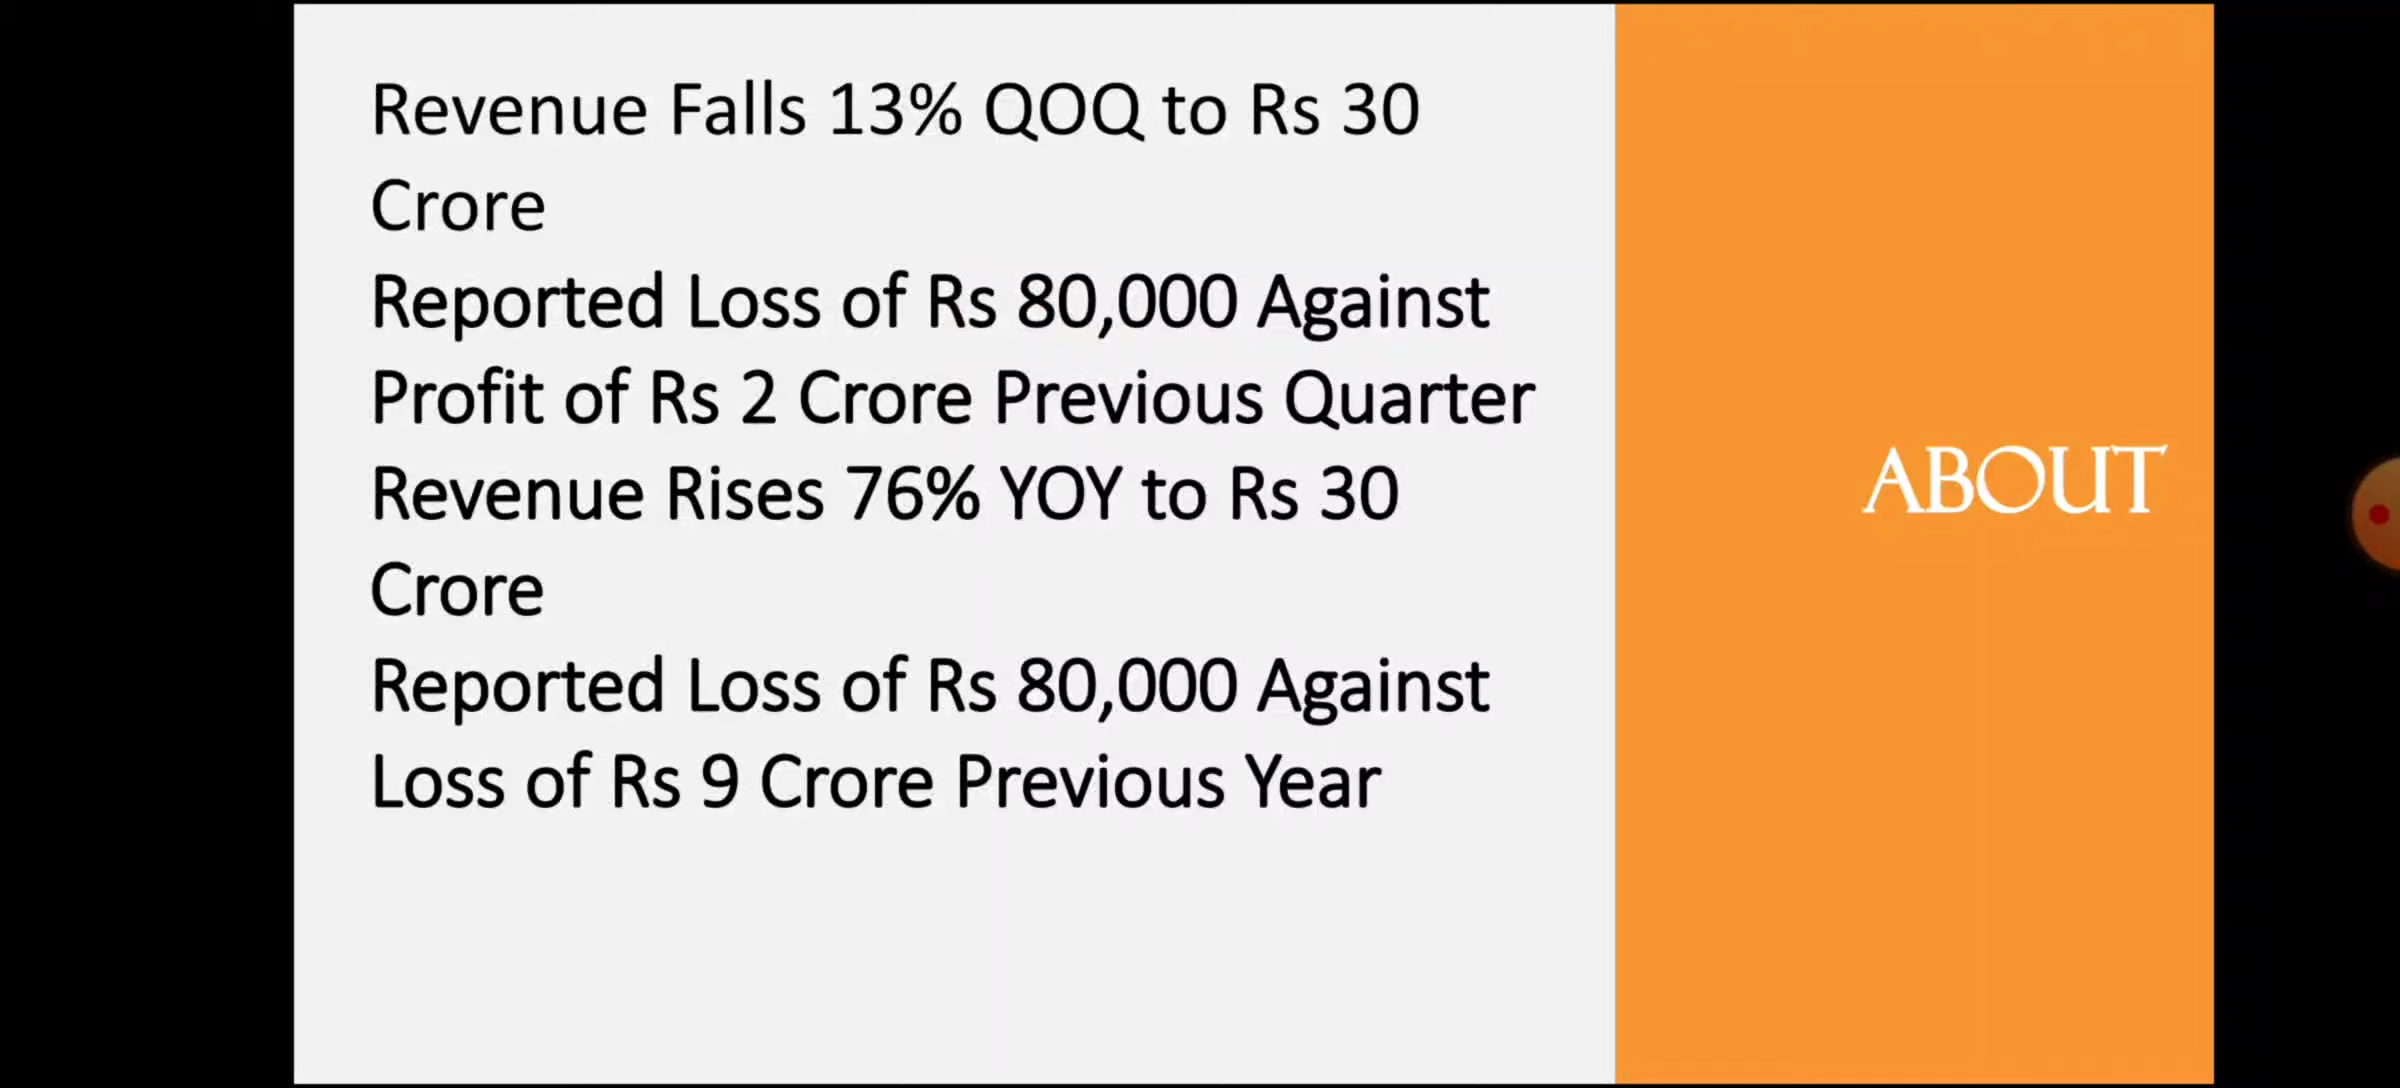 Revenue Falls 13% QOQ to Rs 30
Crore
Reported Loss of Rs 80,000 Against
Profit of Rs 2 Crore Previous Quarter
Revenue Rises 76% YOY to Rs 30
Crore
Reported Loss of Rs 80,000 Against
Loss of Rs 9 Crore Previous Year
ABOUT